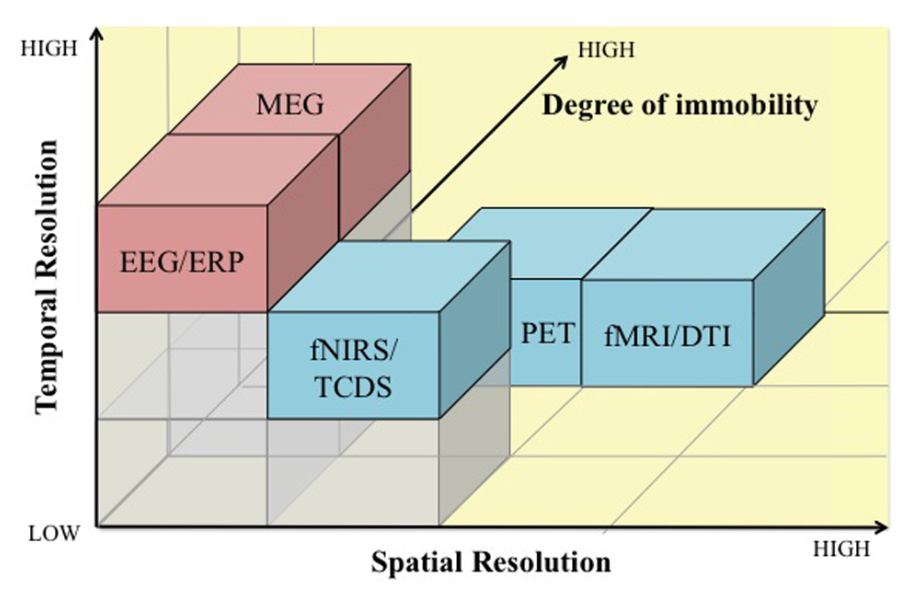 HIGH
HIGH
Degree of immobility
MEG
Temporal Resolution
EEG/ERP
fNIRS/
TCDS
PET
fMRI/DTI
LOW
HIGH
Spatial Resolution